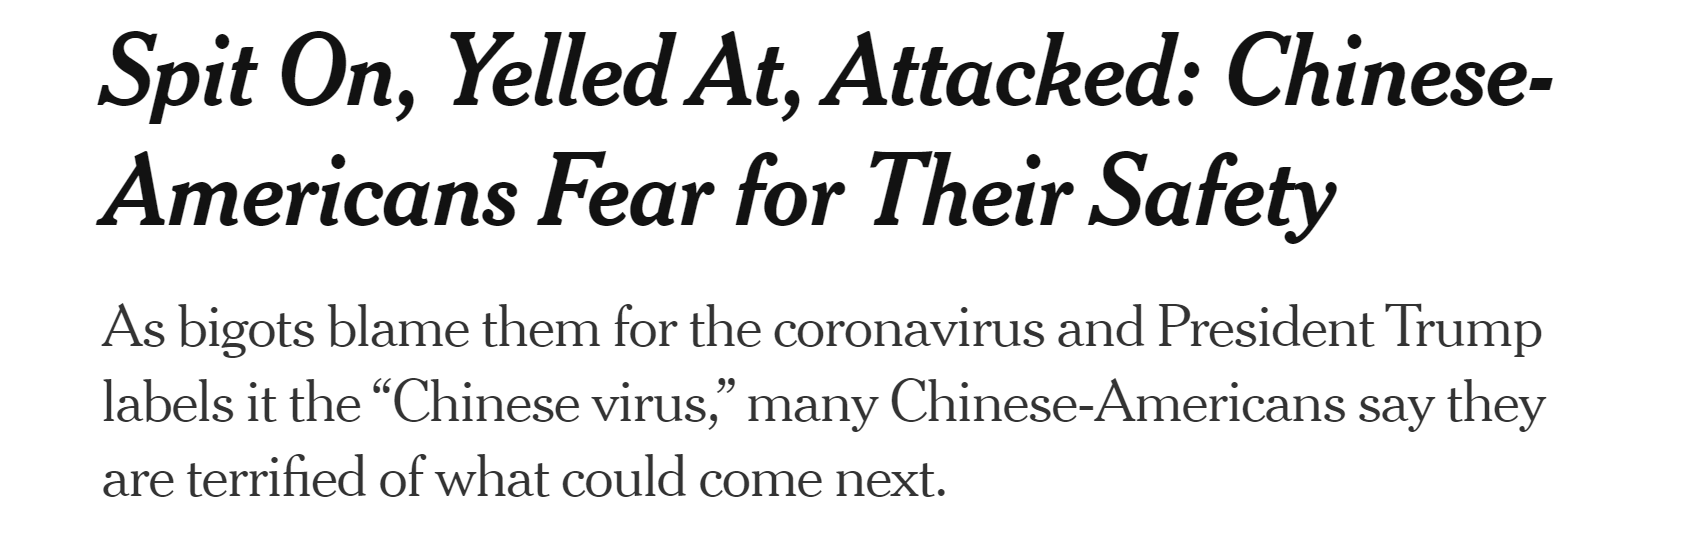 Spit On, Yelled At, Attacked: Chinese-
Americans Fear for Their Safety
As bigots blame them for the coronavirus and President Trump
labels it the “Chinese virus,” many Chinese-Americans say they
are terrified of what could come next.